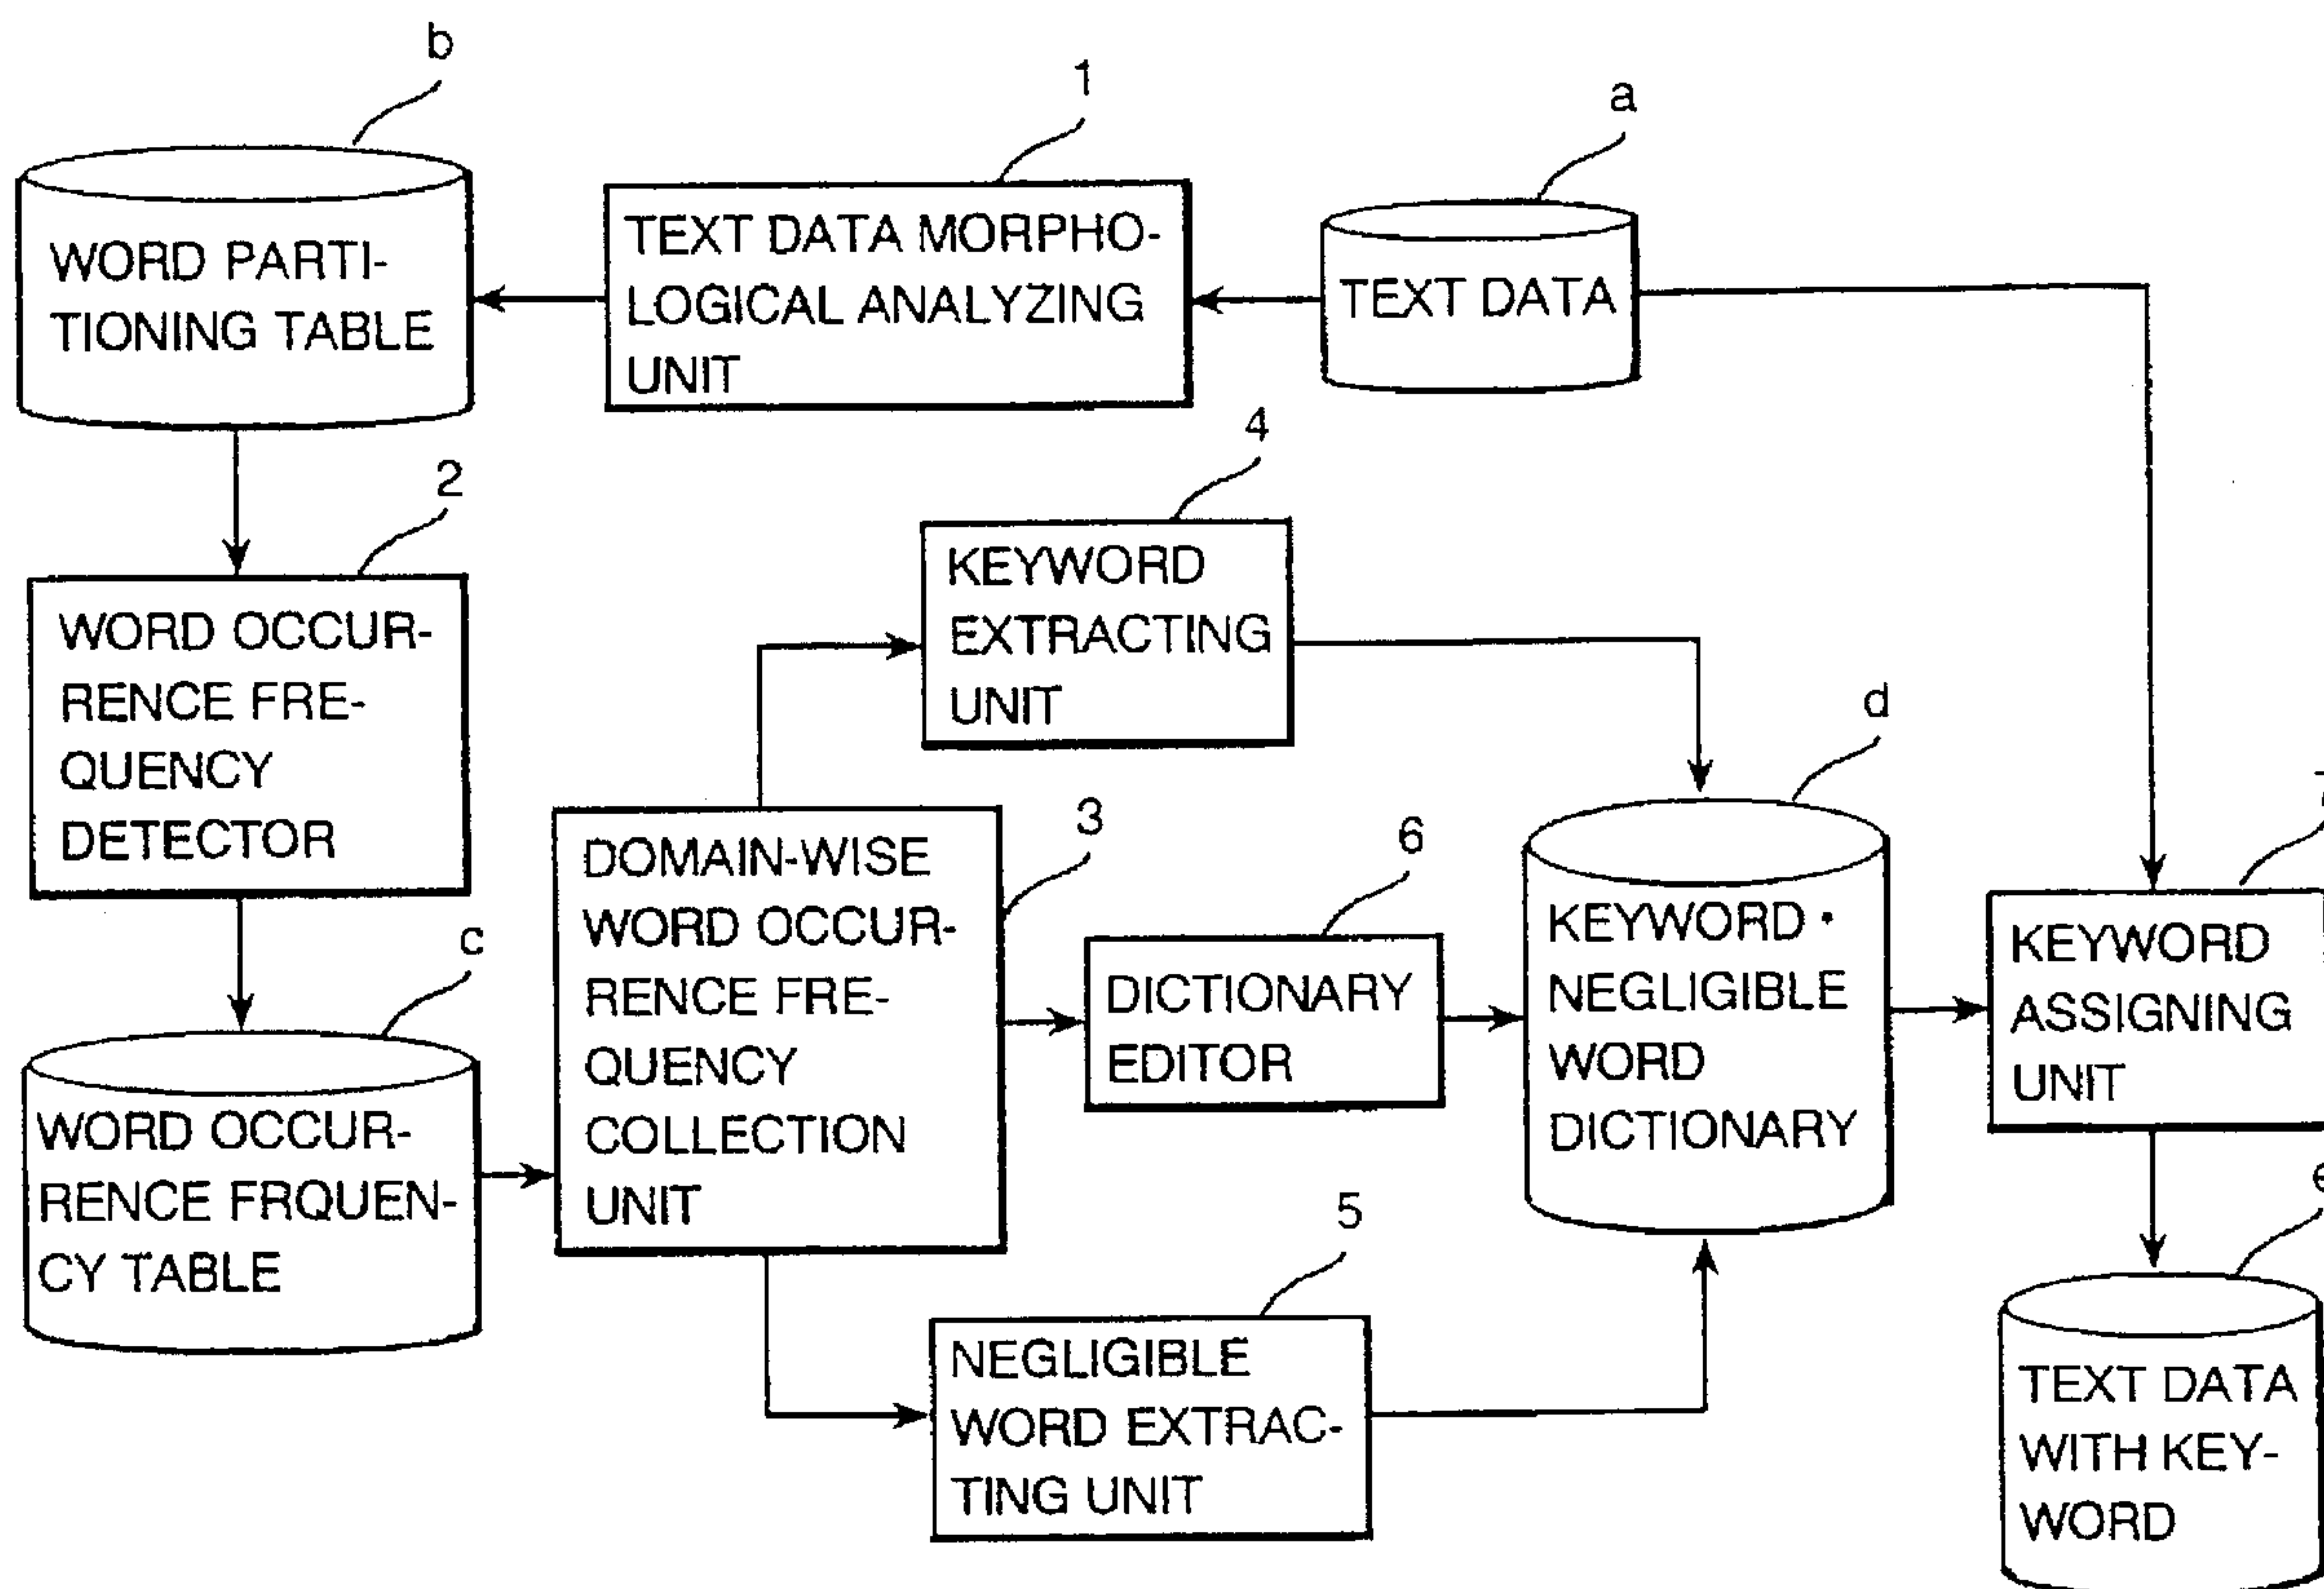 b
1
a
WORD PARTI-
TIONING TABLE
TEXT DATA MORPHO-
LOGICAL ANALYZING
UNIT
TEXT DATA
2
WORD OCCUR-
RENCE FRE-
QUENCY
DETECTOR
4
KEYWORD
EXTRACTING
UNIT
c
WORD OCCUR-
RENCE FRQUEN-
CY TABLE
3
DOMAIN-WISE
WORD OCCUR-
RENCE FRE-
QUENCY
COLLECTION
UNIT
6
DICTIONARY
EDITOR
5
NEGLIGIBLE
WORD EXTRAC-
TING UNIT
d
KEYWORD •
NEGLIGIBLE
WORD
DICTIONARY
KEYWORD
ASSIGNING
UNIT
e
TEXT DATA
WITH KEY-
WORD